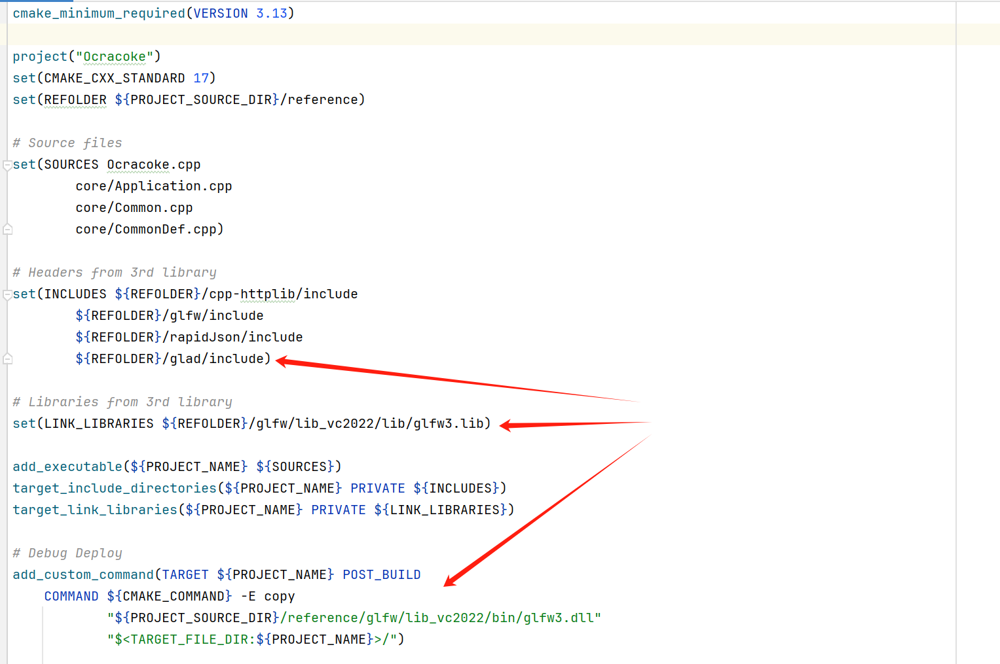 cmake_minimum_required(VERSION 3.13)
project("Ocracoke")
set(CMAKE_CXX_STANDARD 17)
set(REFOLDER ${PROJECT_SOURCE_DIR}/reference)
# Source files
set(SOURCES Ocracoke.cpp
core/Application.cpp
core/Common.cpp
core/CommonDef.cpp)
# Headers from 3rd library
set(INCLUDES ${REFOLDER}/cpp-httplib/include
${REFOLDER}/glfw/include
${REFOLDER}/rapidJson/include
${REFOLDER}/glad/include)
# Libraries from 3rd library
set(LINK_LIBRARIES ${REFOLDER}/glfw/lib_vc2022/lib/glfw3.lib)
add_executable(${PROJECT_NAME} ${SOURCES})
target_include_directories(${PROJECT_NAME} PRIVATE ${INCLUDES})
target_link_libraries(${PROJECT_NAME} PRIVATE ${LINK_LIBRARIES})
# Debug Deploy
add_custom_command(TARGET ${PROJECT_NAME} POST_BUILD
COMMAND ${CMAKE_COMMAND} -E copy
"${PROJECT_SOURCE_DIR}/reference/glfw/lib_vc2022/bin/glfw3.dll"
"$<TARGET_FILE_DIR:${PROJECT_NAME}>/")